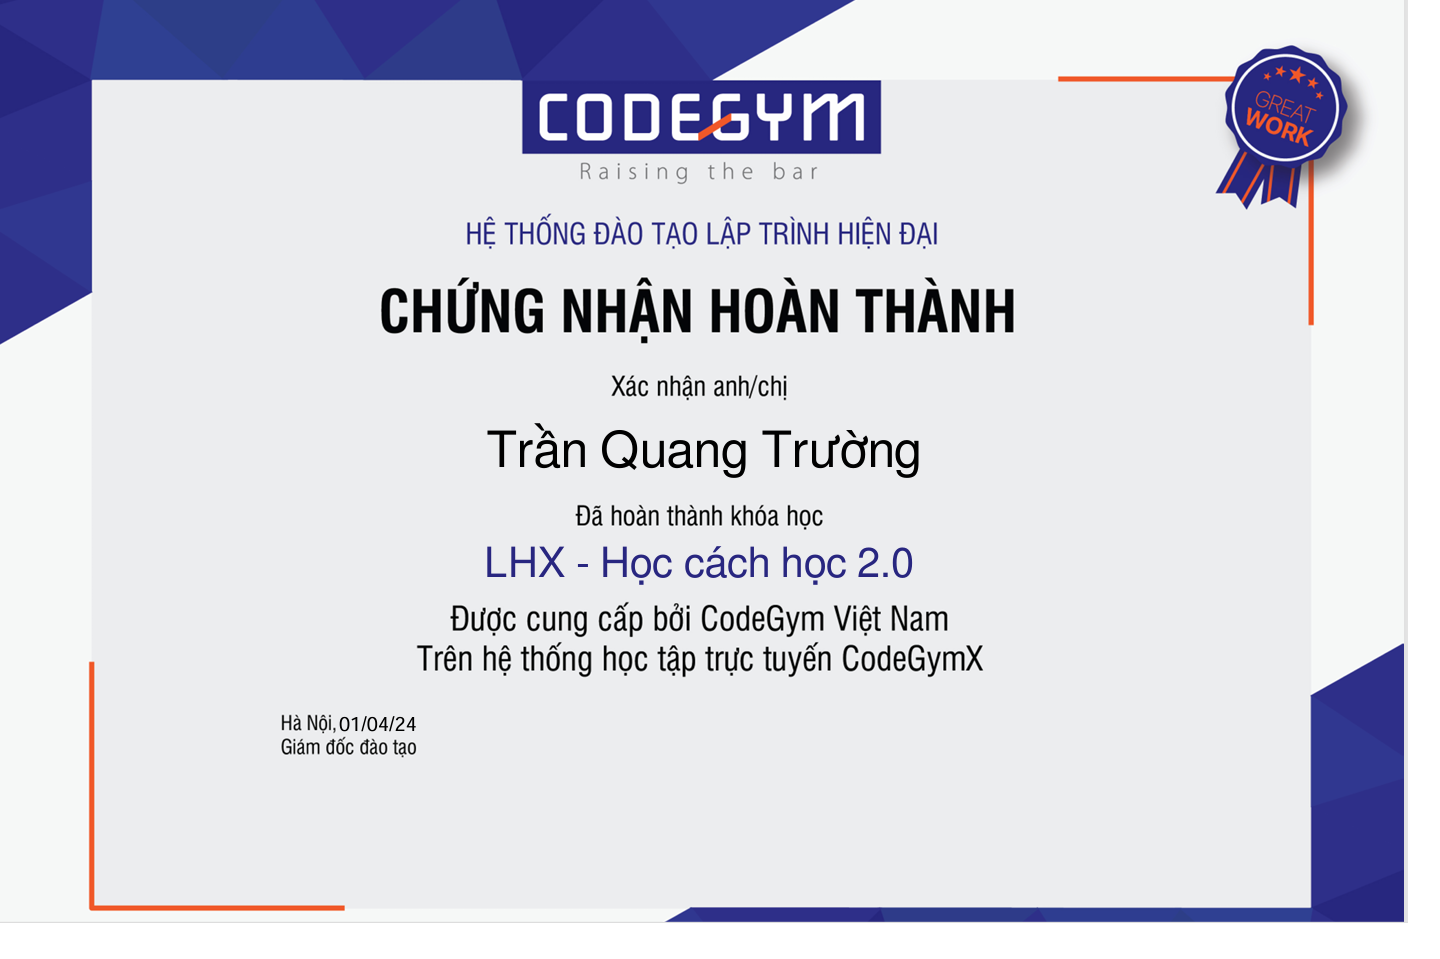 CODEGYM
Raising the bar
GREAT
WORK
HỆ THỐNG ĐÀO TẠO LẬP TRÌNH HIỆN ĐẠI
CHỨNG NHẬN HOÀN THÀNH
Xác nhận anh/chị
Trần Quang Trường
Đã hoàn thành khóa học
LHX - Học cách học 2.0
Được cung cấp bởi CodeGym Việt Nam
Trên hệ thống học tập trực tuyến CodeGymX
Hà Nội, 01/04/24
Giám đốc đào tạo